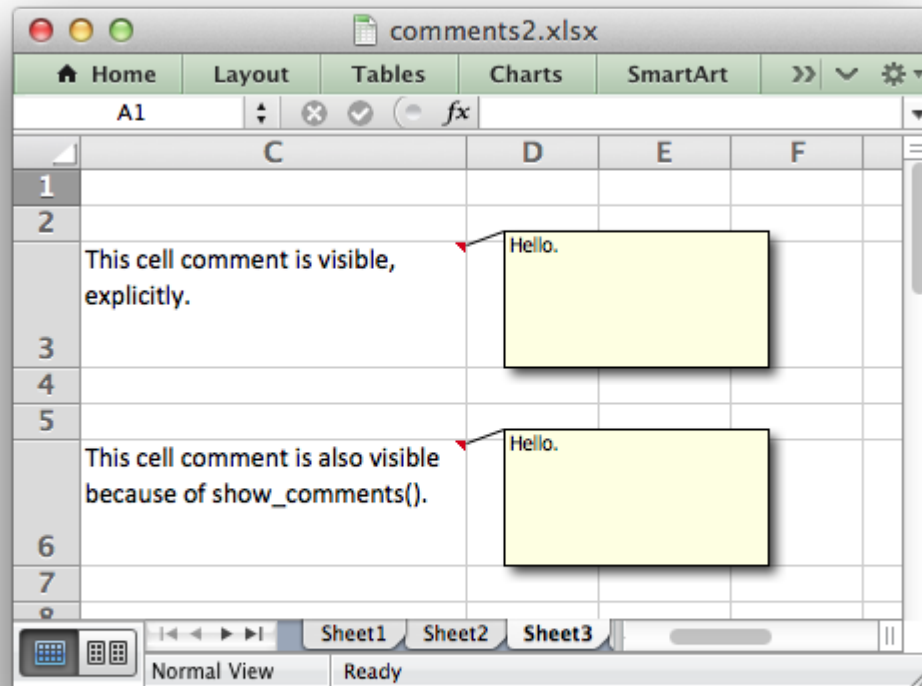 comments2.xlsx
Home Layout Tables Charts SmartArt
A1 fx
C D E F
1
2
This cell comment is visible, Hello.
explicitly.
3
4
5
This cell comment is also visible Hello.
because of show_comments().
6
7
8
Sheet1 Sheet2 Sheet3
Normal View Ready